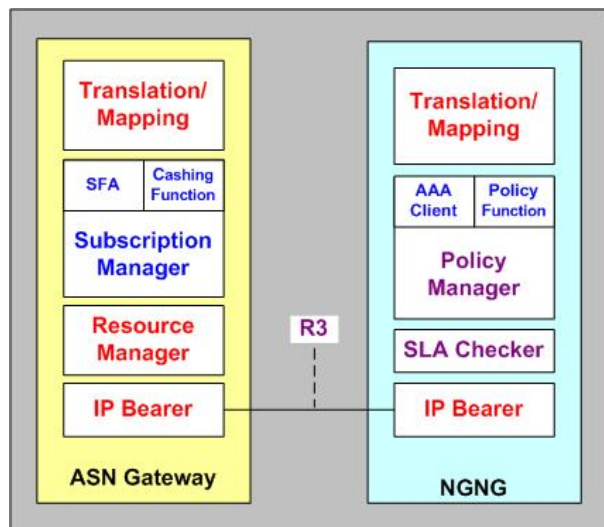 Translation/
Mapping
SFA
Cashing
Function
Subscription
Manager
Resource
Manager
IP Bearer
ASN Gateway
R3
Translation/
Mapping
AAA
Client
Policy
Function
Policy
Manager
SLA Checker
IP Bearer
NGNG